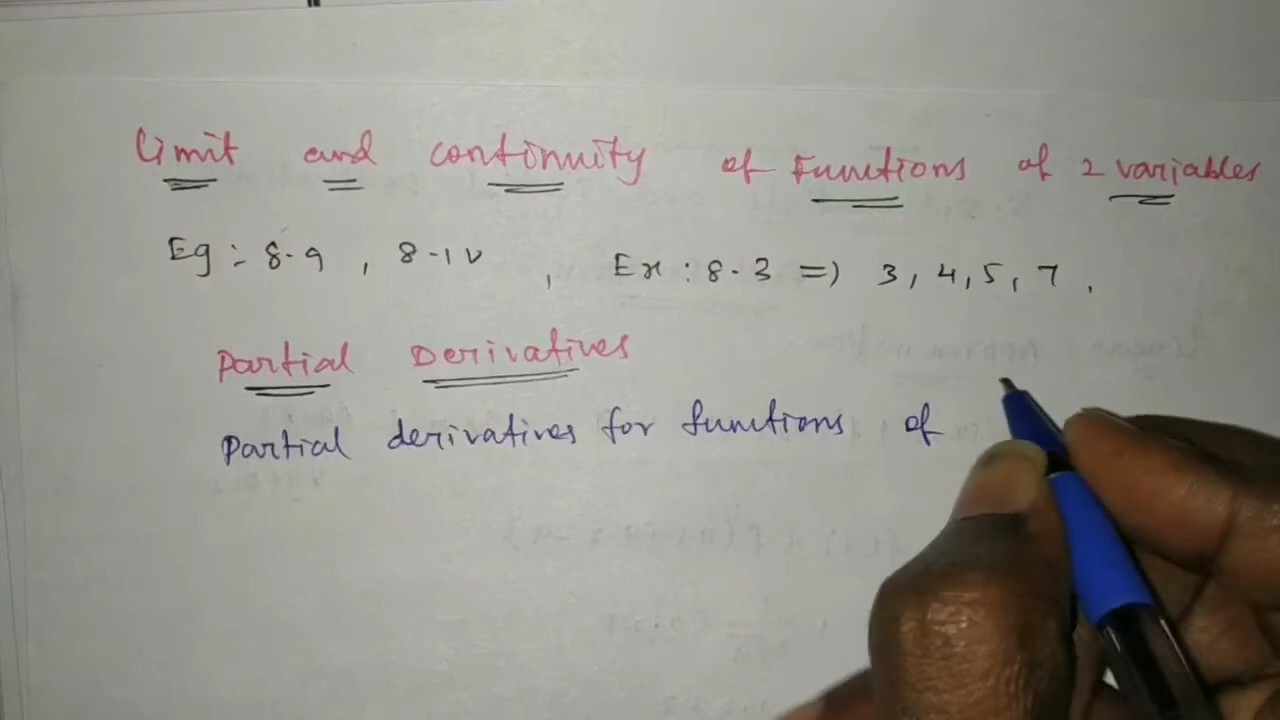 Limit and continuity of Functions of 2 variables
Eg :- 8.9 , 8.10 , Ex : 8.3 => 3, 4, 5, 7 .
Partial Derivatives
Partial derivatives for functions of